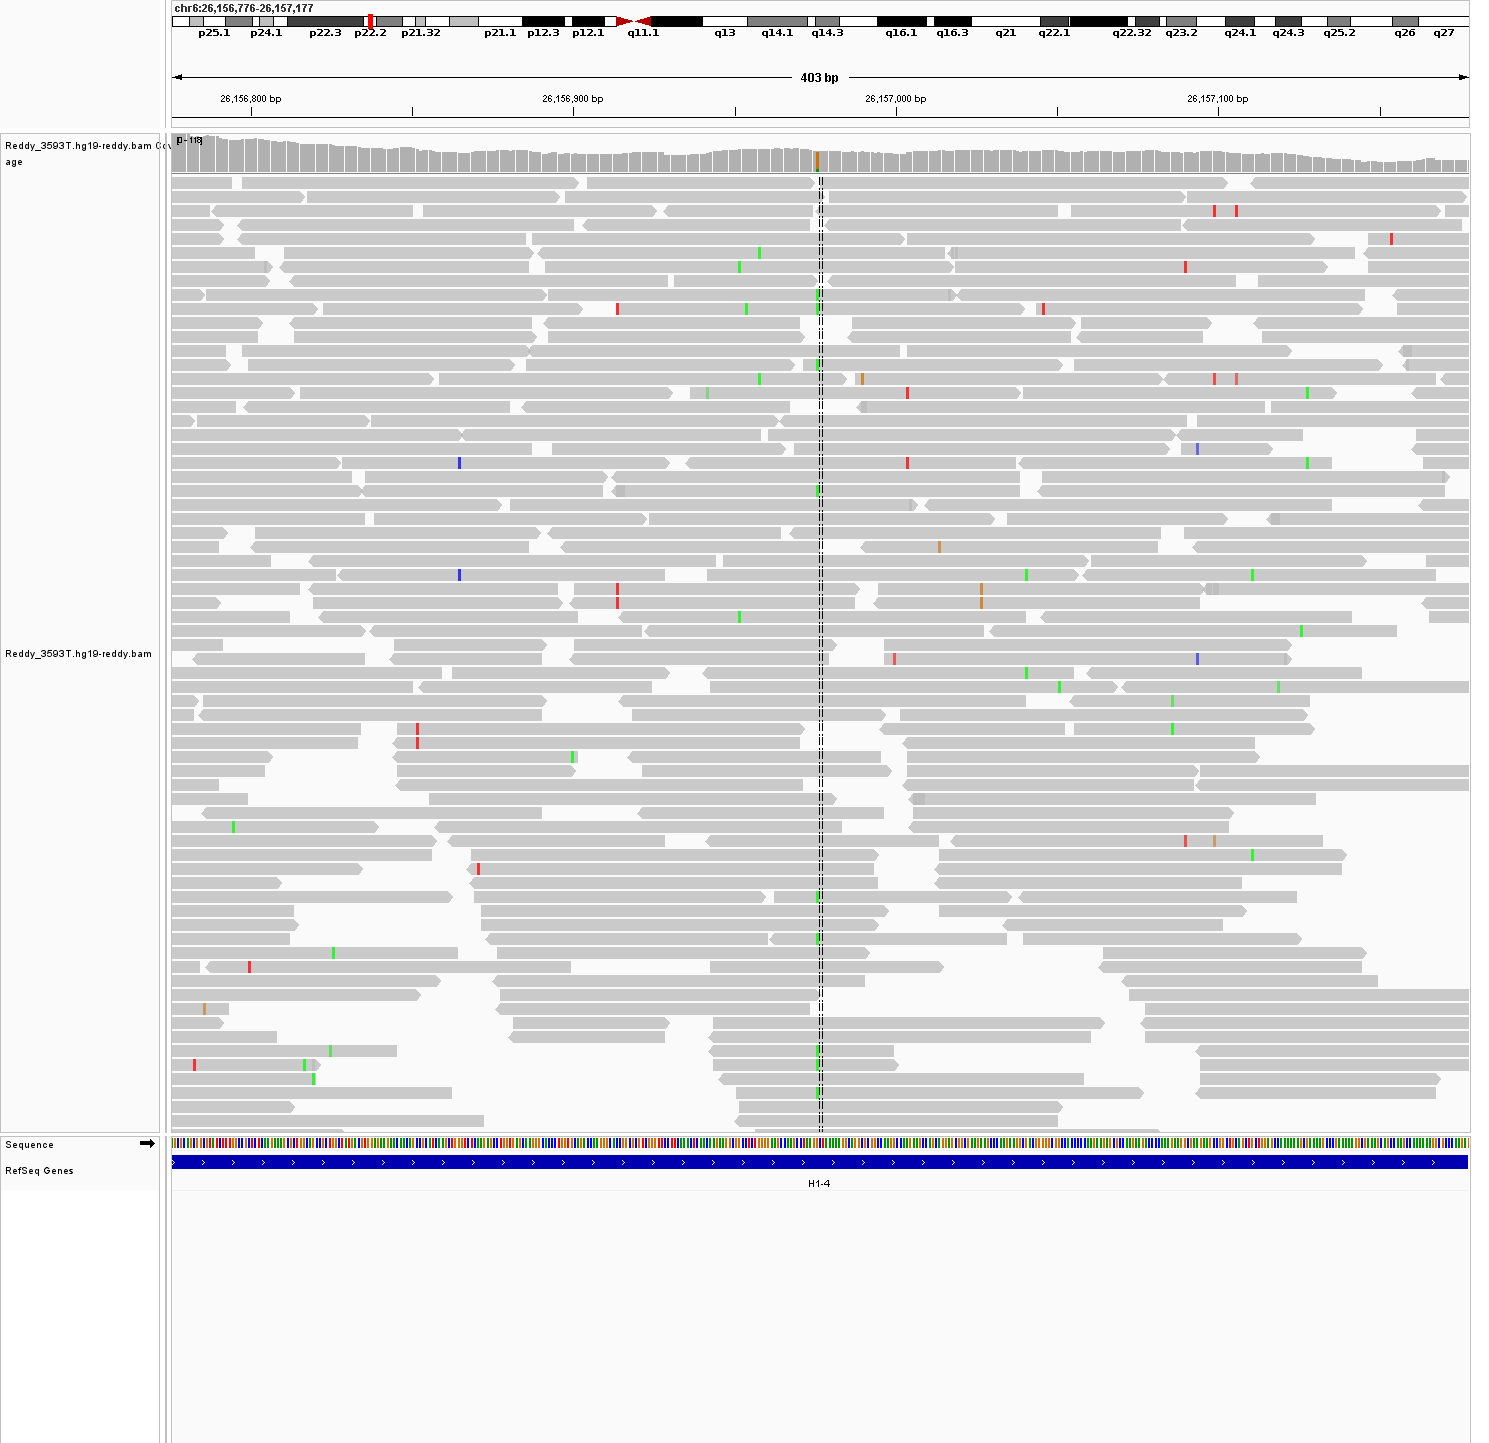 chr6:26,156,776-26,157,177
p25.1 p24.1 p22.3 p22.2 p21.32 p21.1 p12.3 p12.1 q11.1 q13 q14.1 q14.3 q16.1 q16.3 q21 q22.1 q22.32 q23.2 q24.1 q24.3 q25.2 q26 q27
403 bp
26,156,800 bp 26,156,900 bp 26,157,000 bp 26,157,100 bp
Reddy_3593T.hg19-reddy.bam Cov
age
[0 - 118]
Reddy_3593T.hg19-reddy.bam
Sequence
RefSeq Genes
H1-4